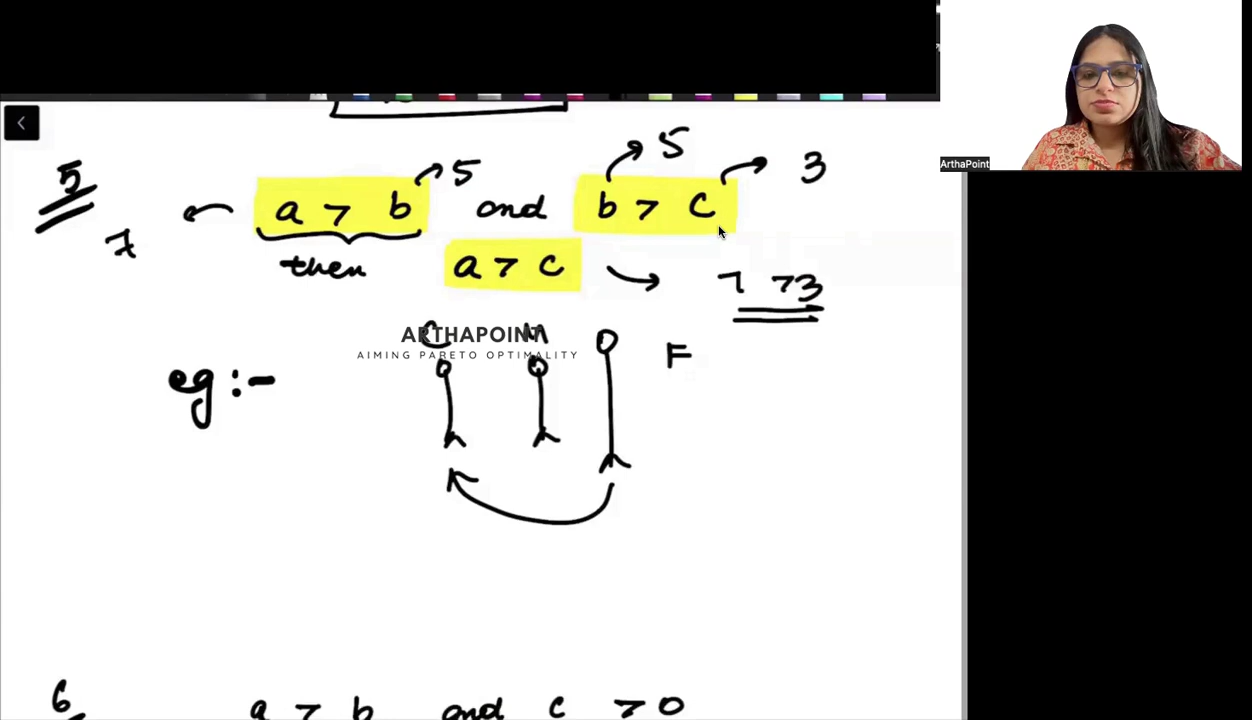 5
5 3
5
a > b and b > c
7
then a > c 7 > 3
ARTHAPOINT
AIMING PARETO OPTIMALITY
C M F
eg :-
6
a > b and c > 0
ArthaPoint